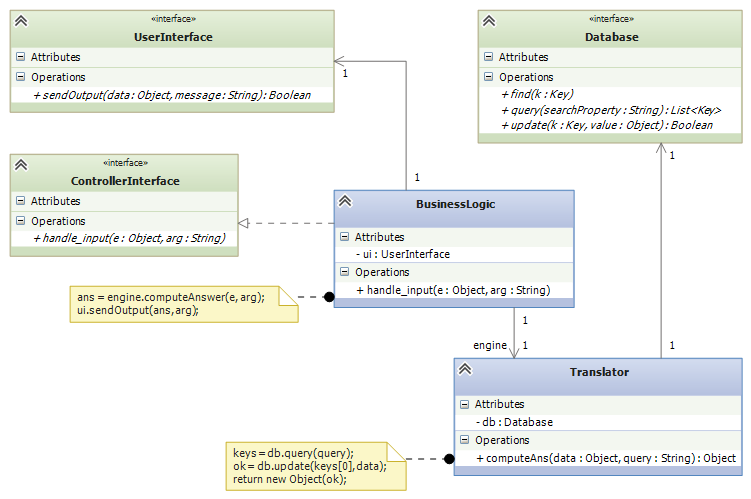 «interface»
UserInterface
Attributes
Operations
+ sendOutput(data : Object, message : String) : Boolean
1
«interface»
Database
Attributes
Operations
+ find(k : Key)
+ query(searchProperty : String) : List<Key>
+ update(k : Key, value : Object) : Boolean
1
«interface»
ControllerInterface
Attributes
Operations
+ handle_input(e : Object, arg : String)
1
BusinessLogic
Attributes
- ui : UserInterface
Operations
+ handle_input(e : Object, arg : String)
ans = engine.computeAnswer(e, arg);
ui.sendOutput(ans,arg);
1
engine
1
1
Translator
Attributes
- db : Database
Operations
+ computeAns(data : Object, query : String) : Object
keys = db.query(query);
ok = db.update(keys[0],data);
return new Object(ok);